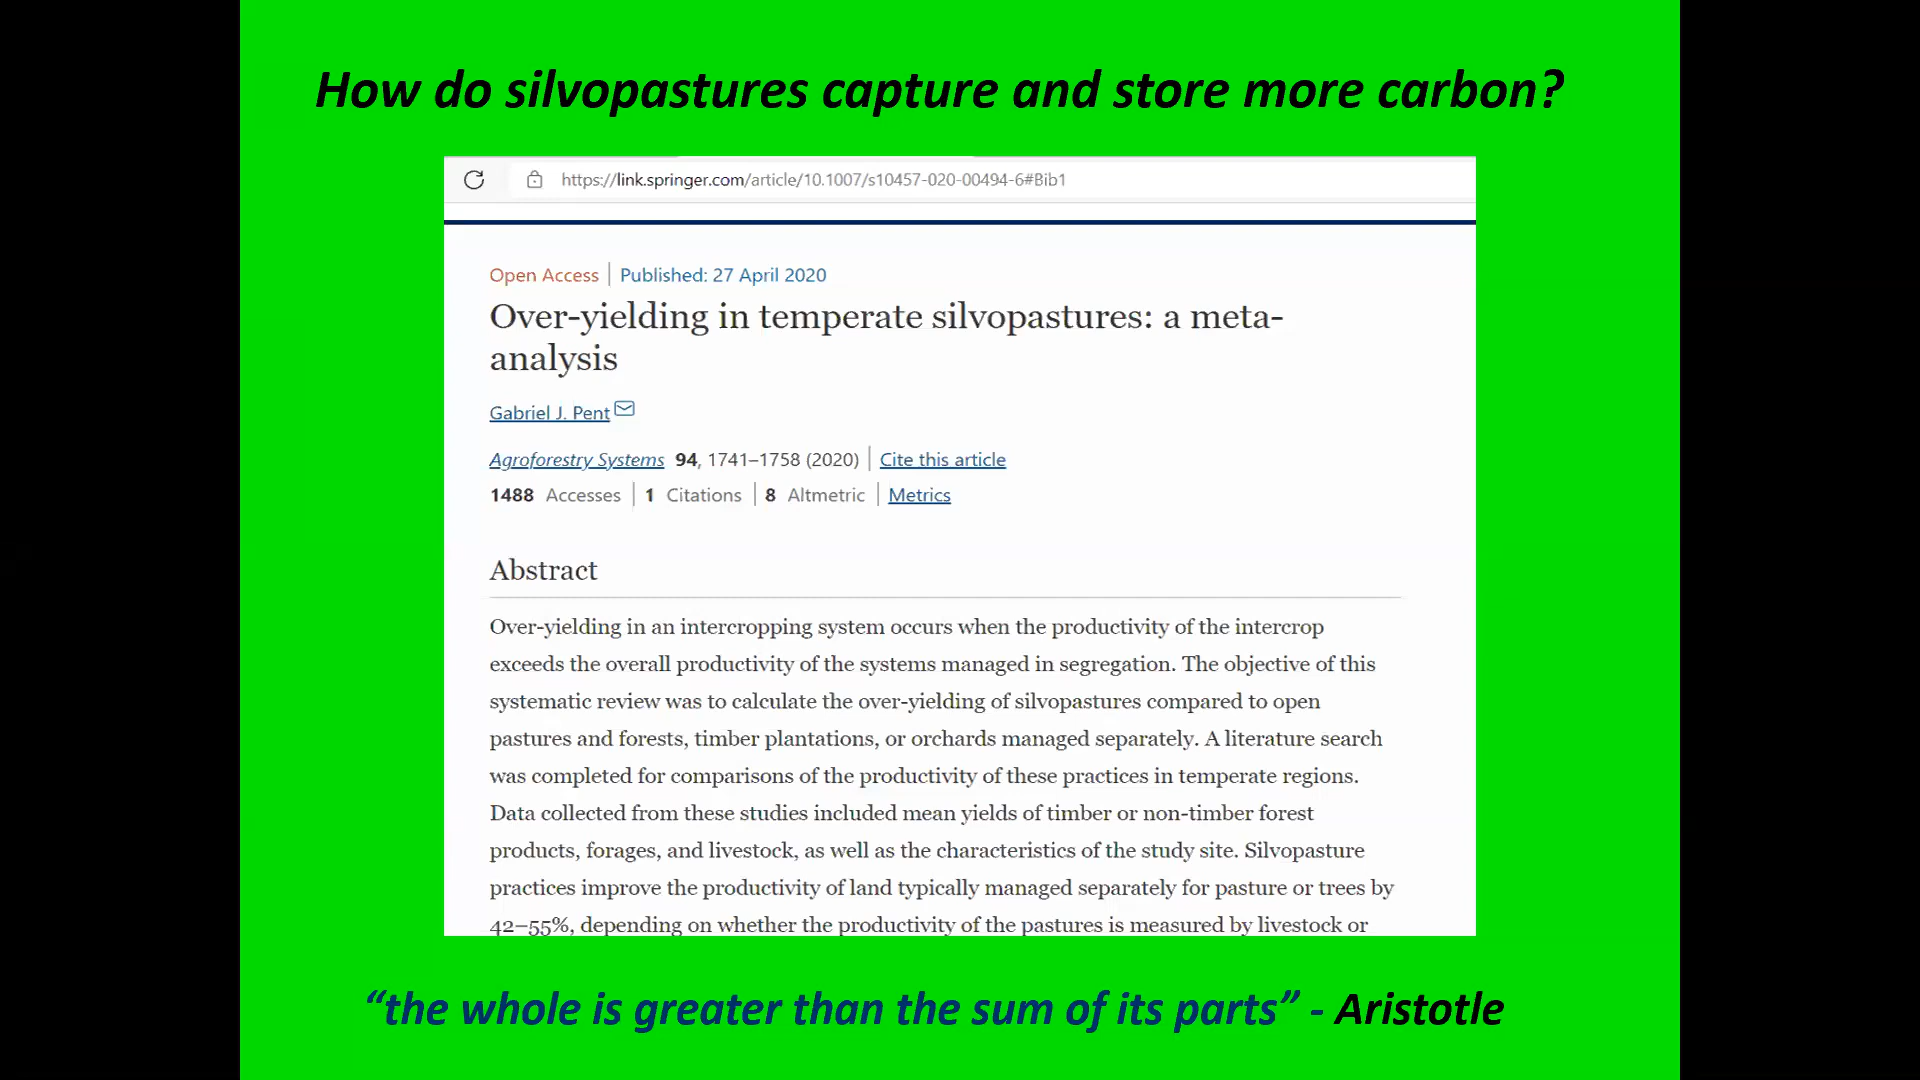 How do silvopastures capture and store more carbon?
https://link.springer.com/article/10.1007/s10457-020-00494-6#Bib1
Open Access | Published: 27 April 2020
Over-yielding in temperate silvopastures: a meta-
analysis
Gabriel J. Pent
Agroforestry Systems 94, 1741–1758 (2020) | Cite this article
1488 Accesses | 1 Citations | 8 Altmetric | Metrics
Abstract
Over-yielding in an intercropping system occurs when the productivity of the intercrop
exceeds the overall productivity of the systems managed in segregation. The objective of this
systematic review was to calculate the over-yielding of silvopastures compared to open
pastures and forests, timber plantations, or orchards managed separately. A literature search
was completed for comparisons of the productivity of these practices in temperate regions.
Data collected from these studies included mean yields of timber or non-timber forest
products, forages, and livestock, as well as the characteristics of the study site. Silvopasture
practices improve the productivity of land typically managed separately for pasture or trees by
42–55%, depending on whether the productivity of the pastures is measured by livestock or
“the whole is greater than the sum of its parts” - Aristotle